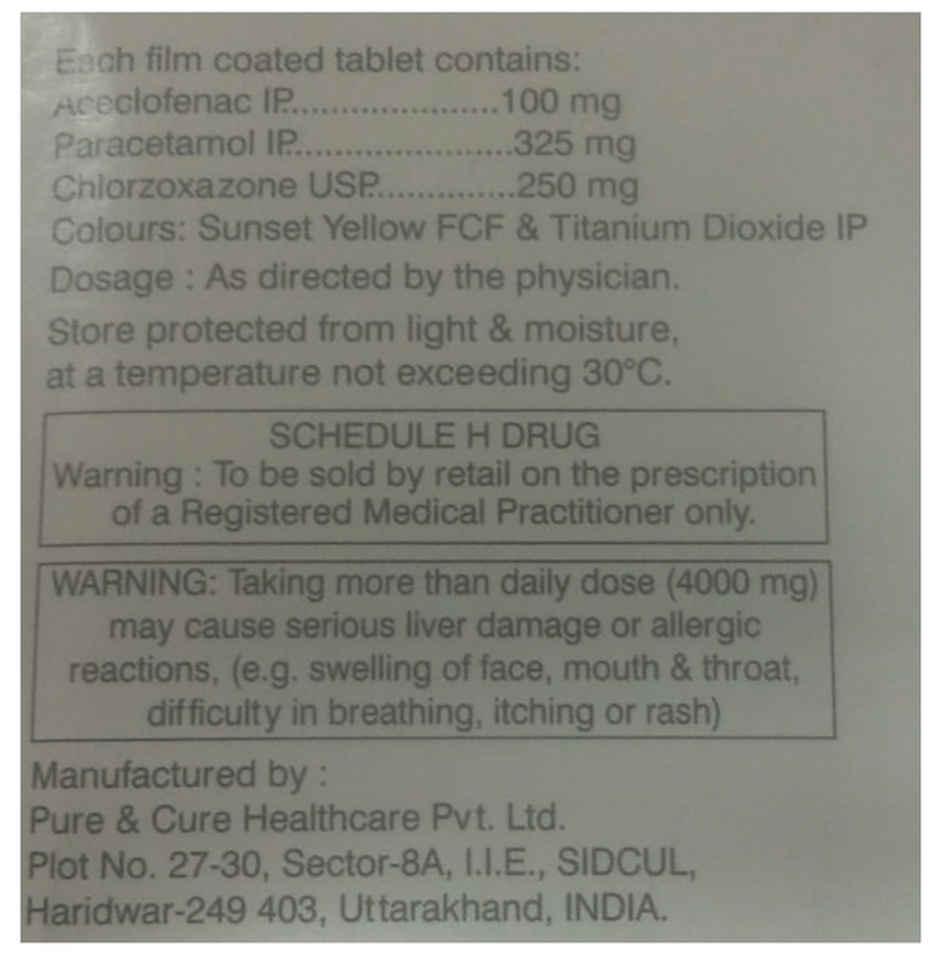 Each film coated tablet contains:
Aceclofenac IP.....................100 mg
Paracetamol IP......................325 mg
Chlorzoxazone USP..............250 mg
Colours: Sunset Yellow FCF & Titanium Dioxide IP
Dosage : As directed by the physician.
Store protected from light & moisture,
at a temperature not exceeding 30°C.
SCHEDULE H DRUG
Warning : To be sold by retail on the prescription
of a Registered Medical Practitioner only.
WARNING: Taking more than daily dose (4000 mg)
may cause serious liver damage or allergic
reactions, (e.g. swelling of face, mouth & throat,
difficulty in breathing, itching or rash)
Manufactured by :
Pure & Cure Healthcare Pvt. Ltd.
Plot No. 27-30, Sector-8A, I.I.E., SIDCUL,
Haridwar-249 403, Uttarakhand, INDIA.